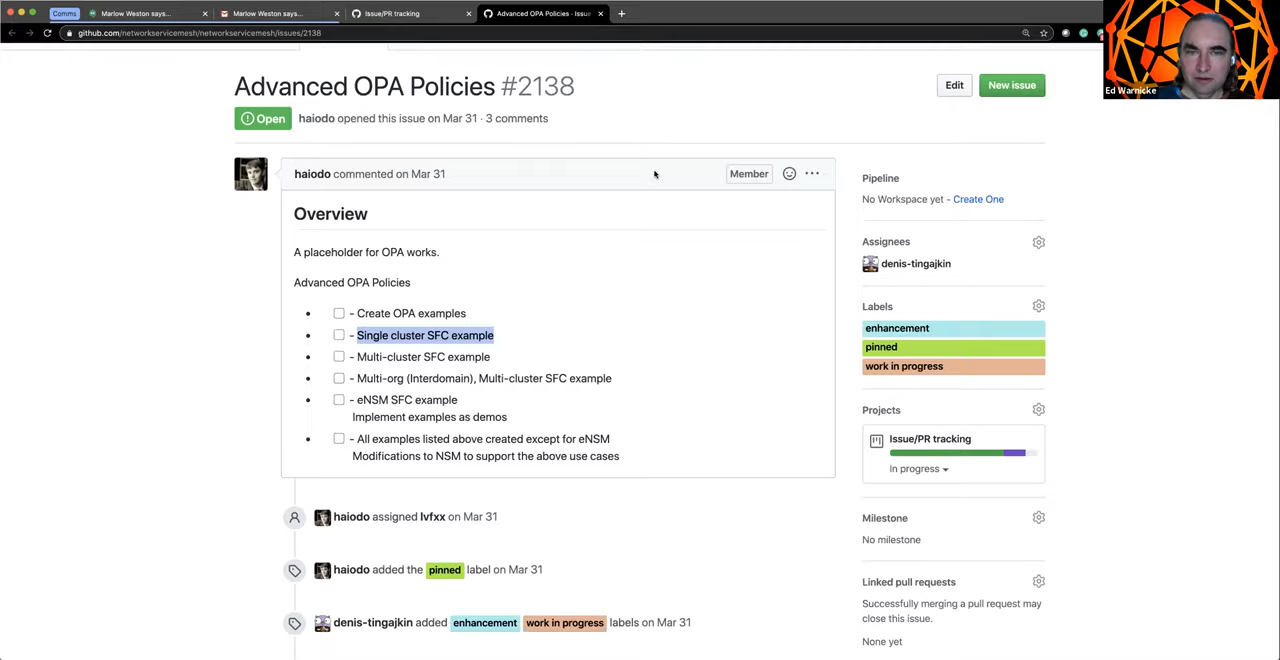 Comms
Marlow Weston says...
Marlow Weston says...
Issue/PR tracking
Advanced OPA Policies · Issu
github.com/networkservicemesh/networkservicemesh/issues/2138
Ed Warnicke
Advanced OPA Policies #2138
Edit
New issue
Open
haiodo opened this issue on Mar 31 · 3 comments
haiodo commented on Mar 31
Member
Overview
A placeholder for OPA works.
Advanced OPA Policies
- Create OPA examples
- Single cluster SFC example
- Multi-cluster SFC example
- Multi-org (Interdomain), Multi-cluster SFC example
- eNSM SFC example
Implement examples as demos
- All examples listed above created except for eNSM
Modifications to NSM to support the above use cases
haiodo assigned lvfxx on Mar 31
haiodo added the pinned label on Mar 31
denis-tingajkin added enhancement work in progress labels on Mar 31
Pipeline
No Workspace yet - Create One
Assignees
denis-tingajkin
Labels
enhancement
pinned
work in progress
Projects
Issue/PR tracking
In progress
Milestone
No milestone
Linked pull requests
Successfully merging a pull request may
close this issue.
None yet